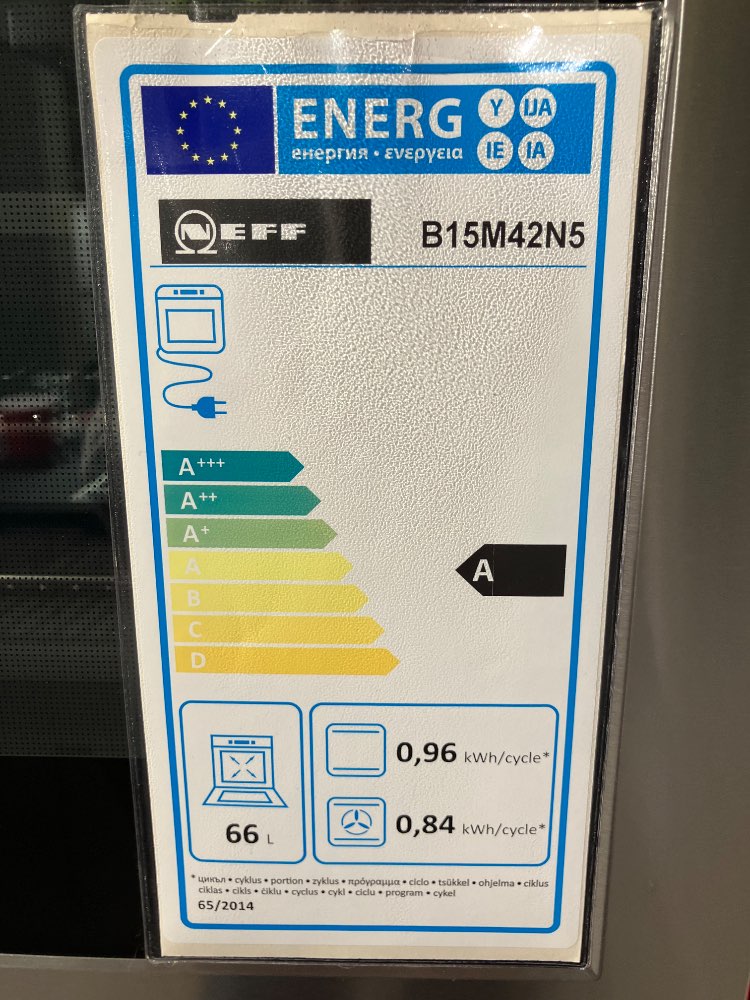 ENERG Y IJA
енергия • ενεργεια IE IA
NEFF
B15M42N5
A+++
A++
A+
A
B
C
D
A
66 L
0,96 kWh/cycle*
0,84 kWh/cycle*
* цикъл • cyklus • portion • zyklus • πρόγραμμα • ciclo • tsükkel • ohjelma • ciklus
ciklas • cikls • ċiklu • cyclus • cykl • ciclu • program • cykel
65/2014